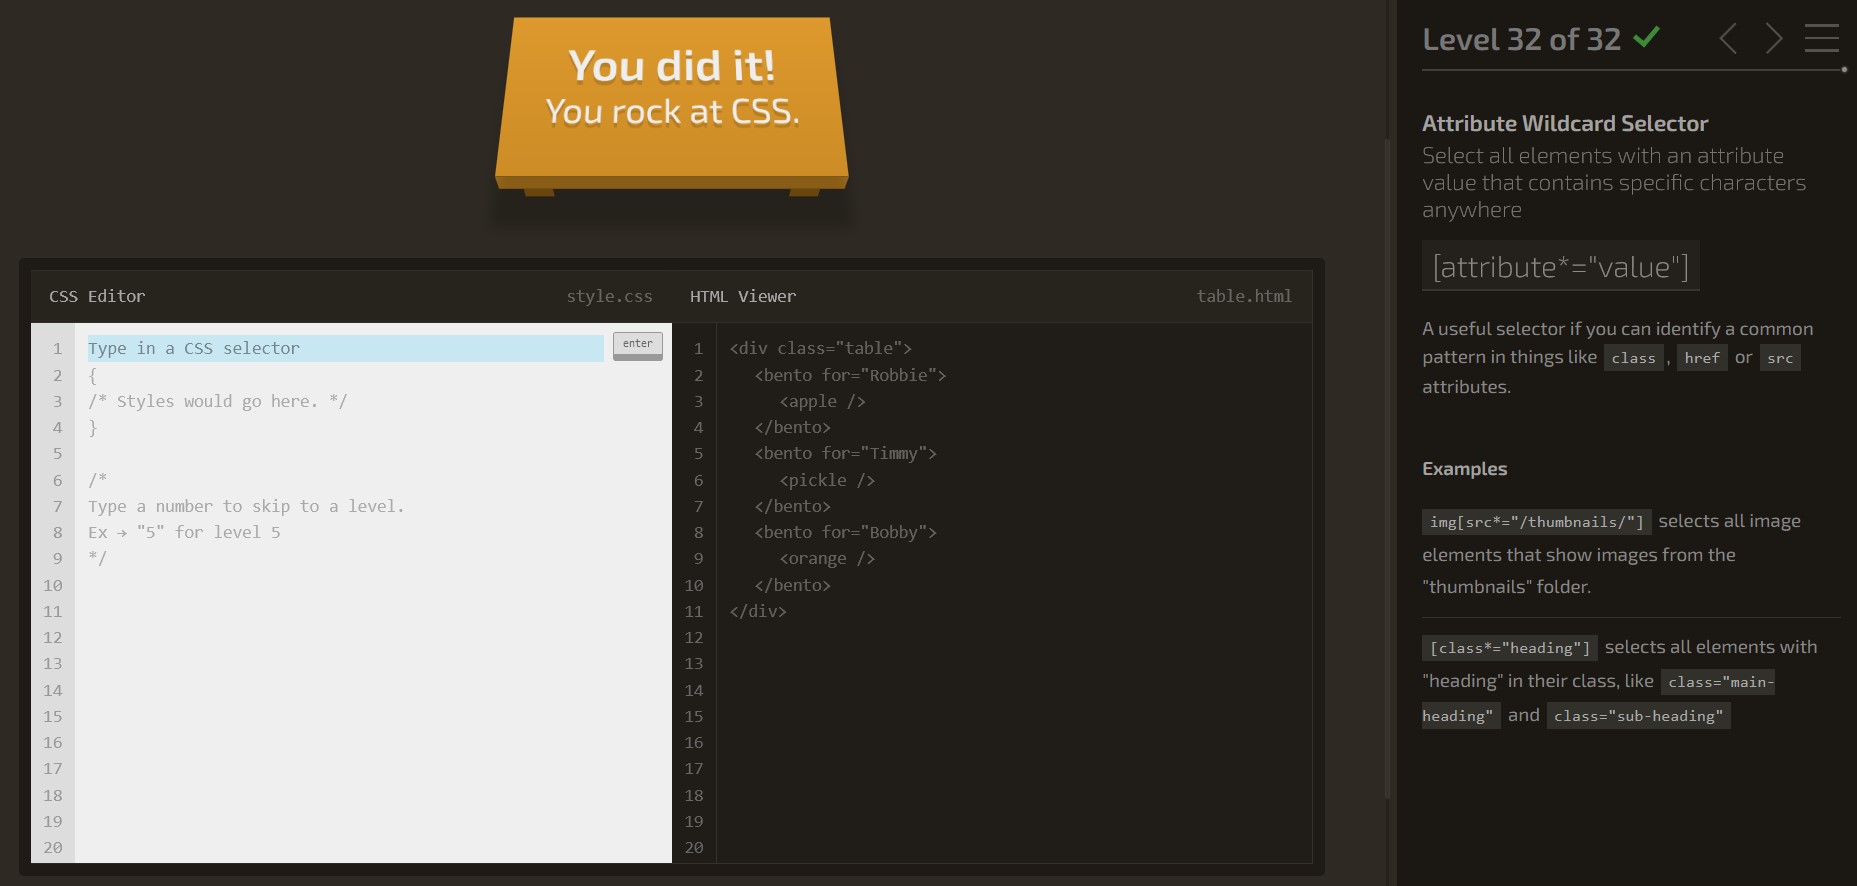 You did it!
You rock at CSS.
CSS Editor
style.css
HTML Viewer
table.html
1
2
3
4
5
6
7
8
9
10
11
12
13
14
15
16
17
18
19
20
Type in a CSS selector
enter
{
/* Styles would go here. */
}
/*
Type a number to skip to a level.
Ex → "5" for level 5
*/
1
2
3
4
5
6
7
8
9
10
11
12
13
14
15
16
17
18
19
20
<div class="table">
<bento for="Robbie">
<apple />
</bento>
<bento for="Timmy">
<pickle />
</bento>
<bento for="Bobby">
<orange />
</bento>
</div>
Level 32 of 32
Attribute Wildcard Selector
Select all elements with an attribute
value that contains specific characters
anywhere
[attribute*="value"]
A useful selector if you can identify a common
pattern in things like class, href or src
attributes.
Examples
img[src*="/thumbnails/"] selects all image
elements that show images from the
"thumbnails" folder.
[class*="heading"] selects all elements with
"heading" in their class, like class="main-
heading" and class="sub-heading"